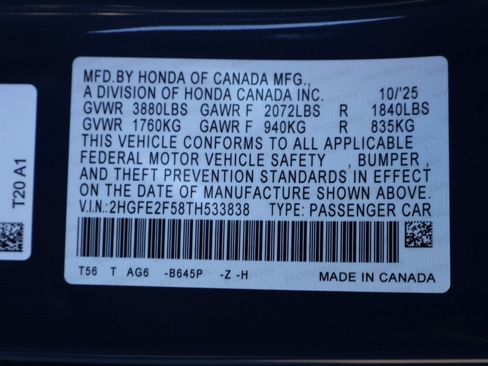 MFD.BY HONDA OF CANADA MFG.,
A DIVISION OF HONDA CANADA INC. 10/'25
GVWR 3880LBS GAWR F 2072LBS R 1840LBS
GVWR 1760KG GAWR F 940KG R 835KG
THIS VEHICLE CONFORMS TO ALL APPLICABLE
FEDERAL MOTOR VEHICLE SAFETY , BUMPER ,
AND THEFT PREVENTION STANDARDS IN EFFECT
ON THE DATE OF MANUFACTURE SHOWN ABOVE.
V.I.N.: 2HGFE2F58TH533838 TYPE: PASSENGER CAR
T56 T AG6 -B645P -Z -H
MADE IN CANADA
T20 A1